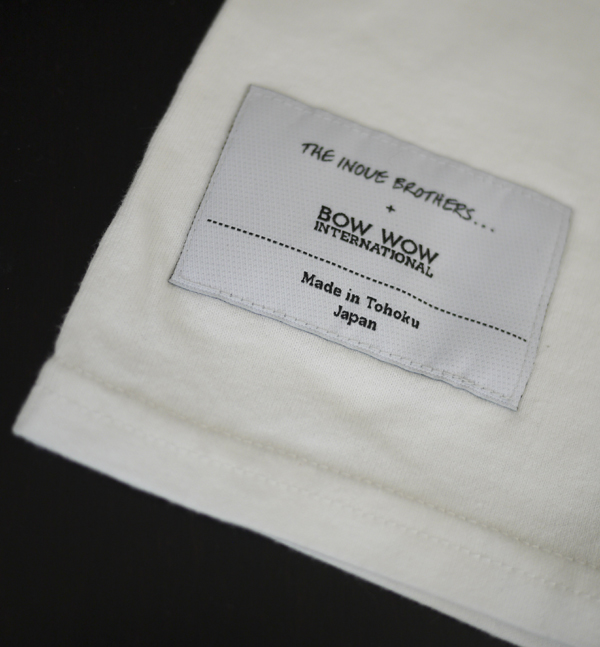 THE INOUE BROTHERS...
+
BOW WOW
INTERNATIONAL
Made in Tohoku
Japan